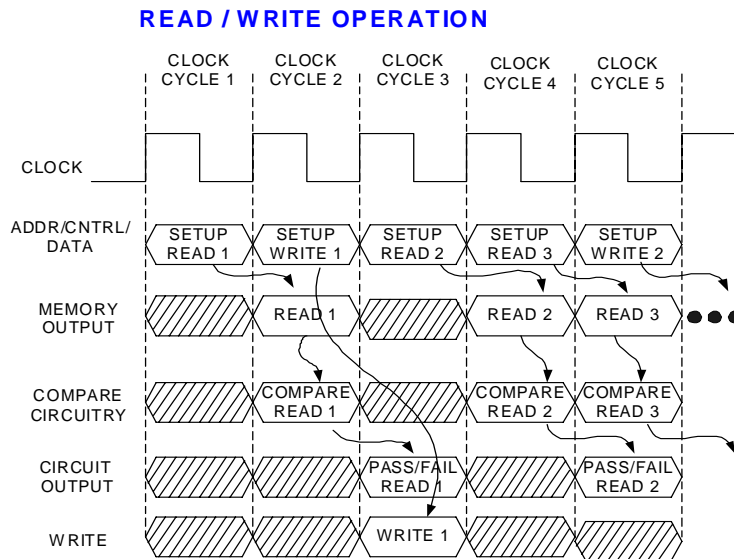 READ / WRITE OPERATION
CLOCK CYCLE 1
CLOCK CYCLE 2
CLOCK CYCLE 3
CLOCK CYCLE 4
CLOCK CYCLE 5
CLOCK
ADDR/CNTRL/
DATA
SETUP
READ 1
SETUP
WRITE 1
SETUP
READ 2
SETUP
READ 3
SETUP
WRITE 2
MEMORY
OUTPUT
READ 1
READ 2
READ 3
COMPARE
CIRCUITRY
COMPARE
READ 1
COMPARE
READ 2
COMPARE
READ 3
CIRCUIT
OUTPUT
PASS/FAIL
READ 1
PASS/FAIL
READ 2
WRITE
WRITE 1